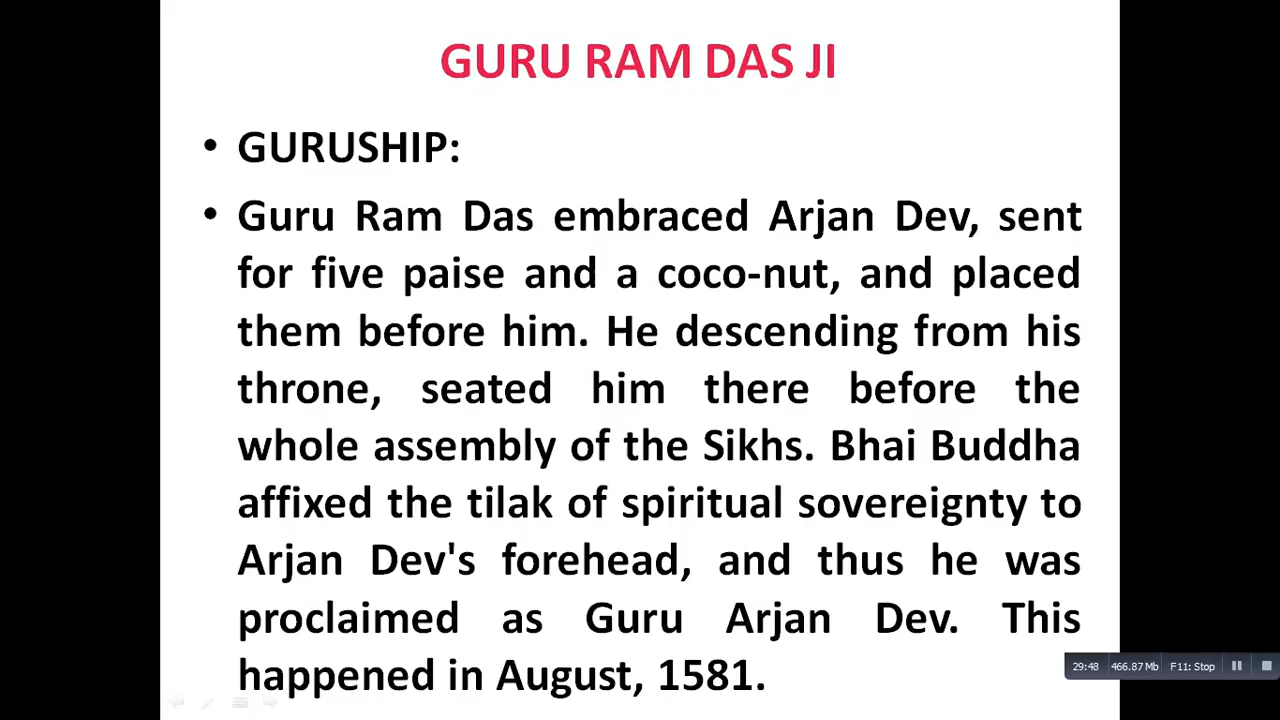 GURU RAM DAS JI
• GURUSHIP:
• Guru Ram Das embraced Arjan Dev, sent
for five paise and a coco-nut, and placed
them before him. He descending from his
throne, seated him there before the
whole assembly of the Sikhs. Bhai Buddha
affixed the tilak of spiritual sovereignty to
Arjan Dev's forehead, and thus he was
proclaimed as Guru Arjan Dev. This
happened in August, 1581.
29:48 466.87 Mb F11: Stop